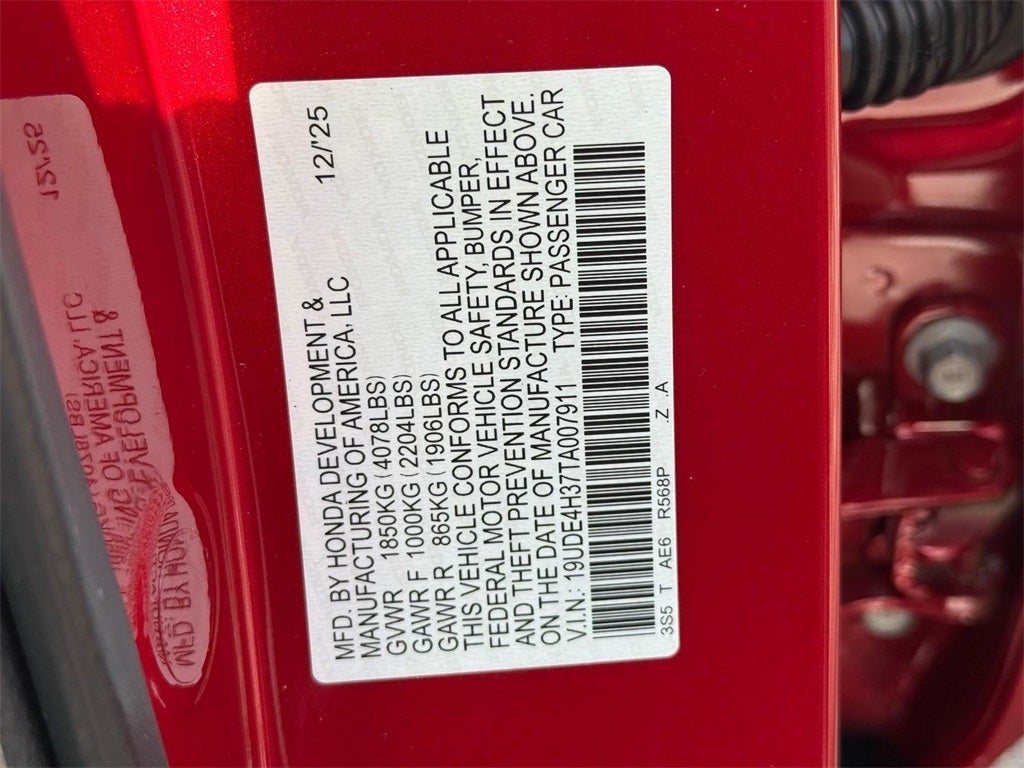 MFD. BY HONDA DEVELOPMENT & 12/'25
MANUFACTURING OF AMERICA, LLC
GVWR 1850KG (4078LBS)
GAWR F 1000KG (2204LBS)
GAWR R 865KG (1906LBS)
THIS VEHICLE CONFORMS TO ALL APPLICABLE
FEDERAL MOTOR VEHICLE SAFETY, BUMPER,
AND THEFT PREVENTION STANDARDS IN EFFECT
ON THE DATE OF MANUFACTURE SHOWN ABOVE.
V.I.N.: 19UDE4H37TA007911 TYPE: PASSENGER CAR
3S5 T AE6 R568P .Z .A